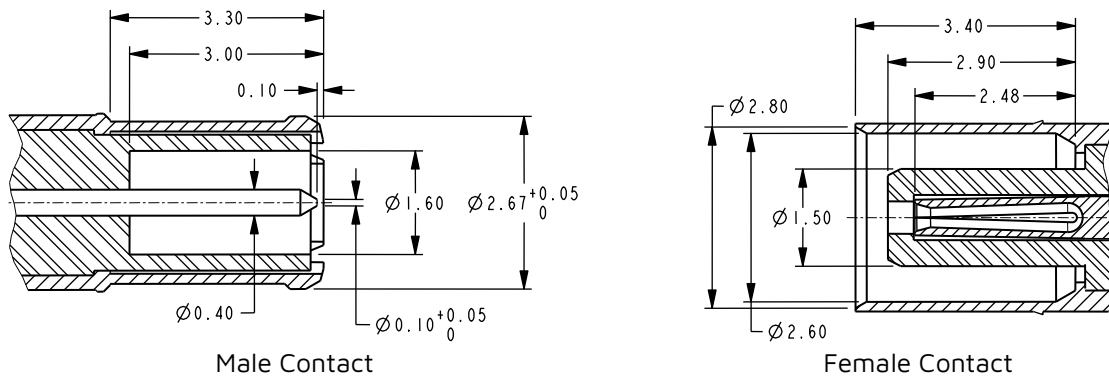 3.30
3.00
0.10
Ø1.60
Ø2.67 +0.05 0
Ø0.40
Ø0.10 +0.05 0
Male Contact
3.40
2.90
2.48
Ø2.80
Ø1.50
Ø2.60
Female Contact